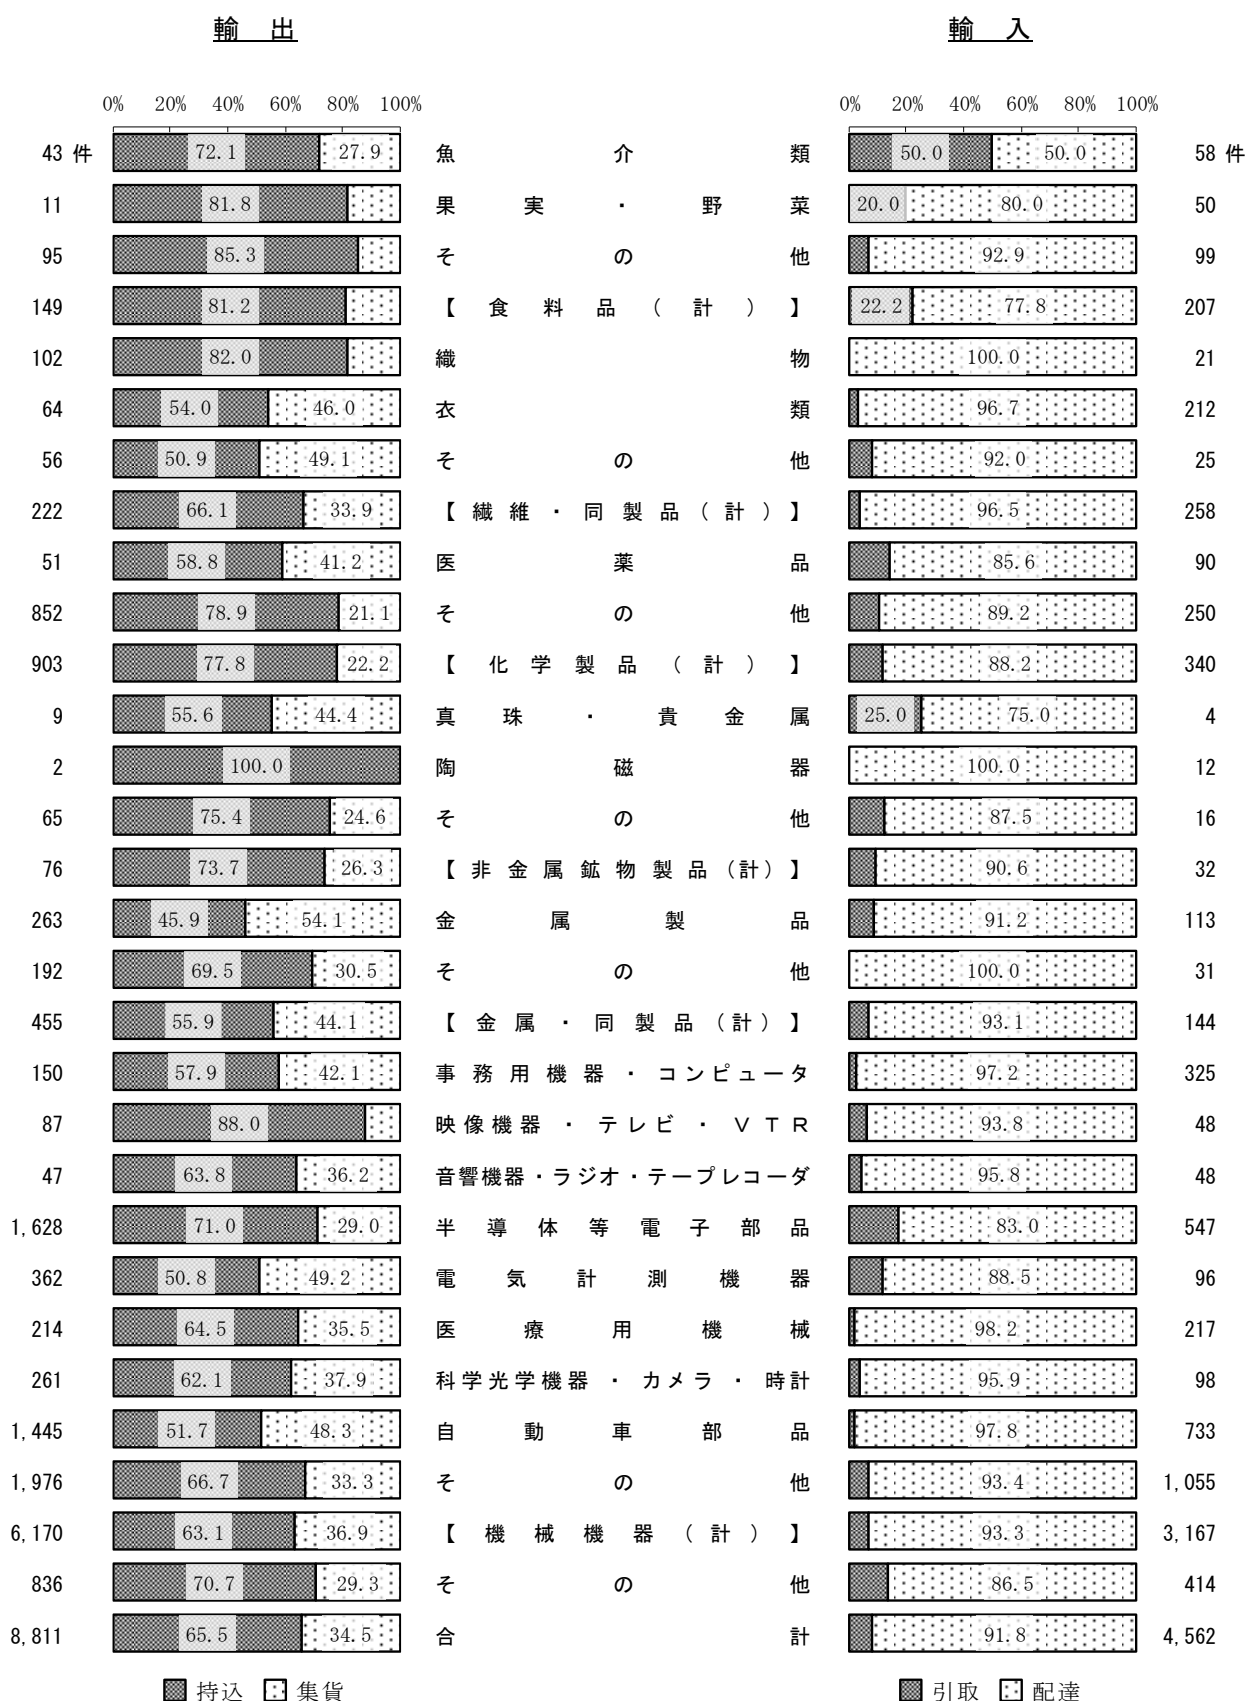 輸　出　輸　入
0% 20% 40% 60% 80% 100% 0% 20% 40% 60% 80% 100%
43 件 72.1 27.9 魚介類 50.0 50.0 58 件
11 81.8 果実・野菜 20.0 80.0 50
95 85.3 その他 92.9 99
149 81.2 【食料品（計）】 22.2 77.8 207
102 82.0 織物 100.0 21
64 54.0 46.0 衣類 96.7 212
56 50.9 49.1 その他 92.0 25
222 66.1 33.9 【繊維・同製品（計）】 96.5 258
51 58.8 41.2 医薬品 85.6 90
852 78.9 21.1 その他 89.2 250
903 77.8 22.2 【化学製品（計）】 88.2 340
9 55.6 44.4 真珠・貴金属 25.0 75.0 4
2 100.0 陶磁器 100.0 12
65 75.4 24.6 その他 87.5 16
76 73.7 26.3 【非金属鉱物製品（計）】 90.6 32
263 45.9 54.1 金属製品 91.2 113
192 69.5 30.5 その他 100.0 31
455 55.9 44.1 【金属・同製品（計）】 93.1 144
150 57.9 42.1 事務用機器・コンピュータ 97.2 325
87 88.0 映像機器・テレビ・ＶＴＲ 93.8 48
47 63.8 36.2 音響機器・ラジオ・テープレコーダ 95.8 48
1,628 71.0 29.0 半導体等電子部品 83.0 547
362 50.8 49.2 電気計測機器 88.5 96
214 64.5 35.5 医療用機械 98.2 217
261 62.1 37.9 科学光学機器・カメラ・時計 95.9 98
1,445 51.7 48.3 自動車部品 97.8 733
1,976 66.7 33.3 その他 93.4 1,055
6,170 63.1 36.9 【機械機器（計）】 93.3 3,167
836 70.7 29.3 その他 86.5 414
8,811 65.5 34.5 合計 91.8 4,562
持込 集貨 引取 配達